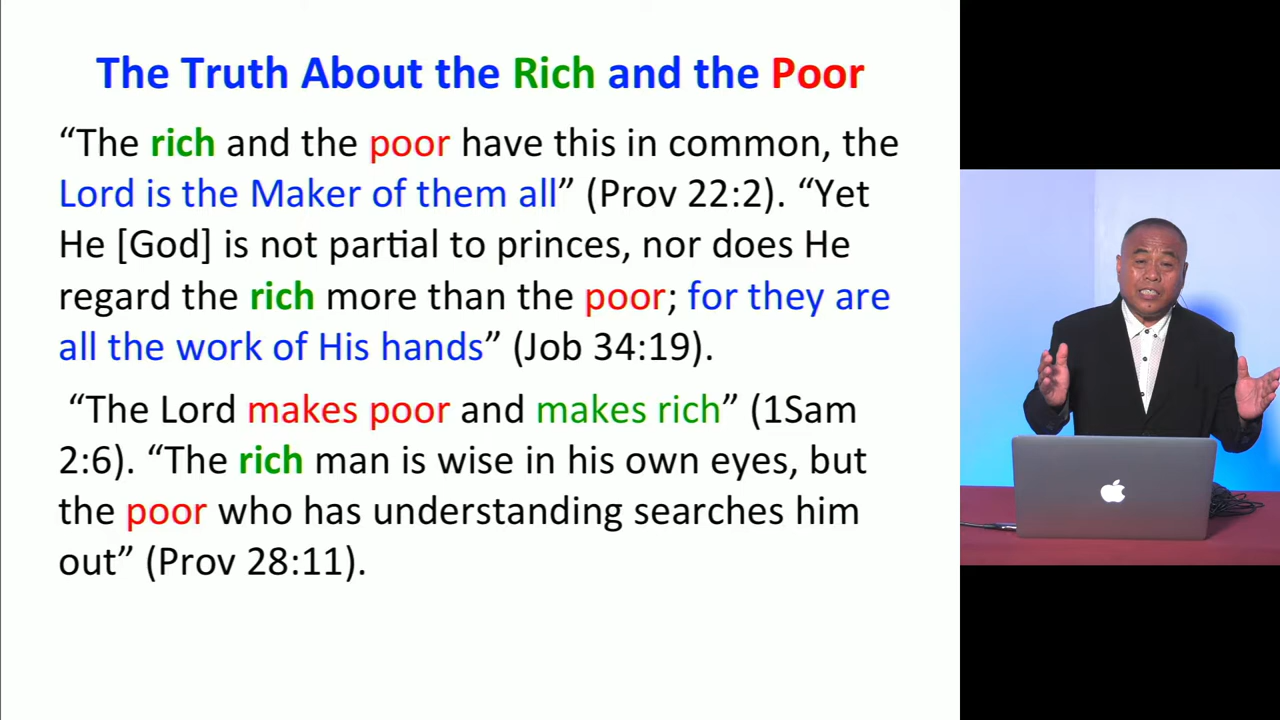 The Truth About the Rich and the Poor
“The rich and the poor have this in common, the
Lord is the Maker of them all” (Prov 22:2). “Yet
He [God] is not partial to princes, nor does He
regard the rich more than the poor; for they are
all the work of His hands” (Job 34:19).
“The Lord makes poor and makes rich” (1Sam
2:6). “The rich man is wise in his own eyes, but
the poor who has understanding searches him
out” (Prov 28:11).